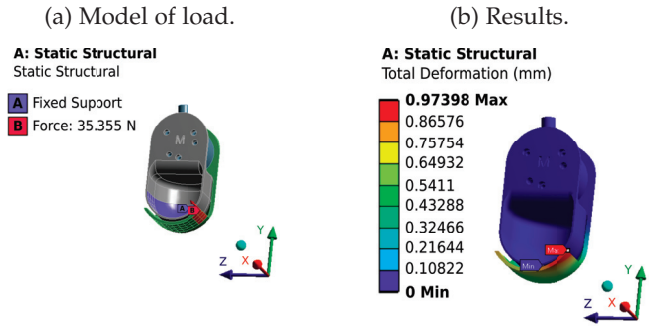 (a) Model of load.
A: Static Structural
Static Structural
A Fixed Support
B Force: 35.355 N
M
A
B
Y
Z
X
(b) Results.
A: Static Structural
Total Deformation (mm)
0.97398 Max
0.86576
0.75754
0.64932
0.5411
0.43288
0.32466
0.21644
0.10822
0 Min
M
Max
Min
Y
Z
X